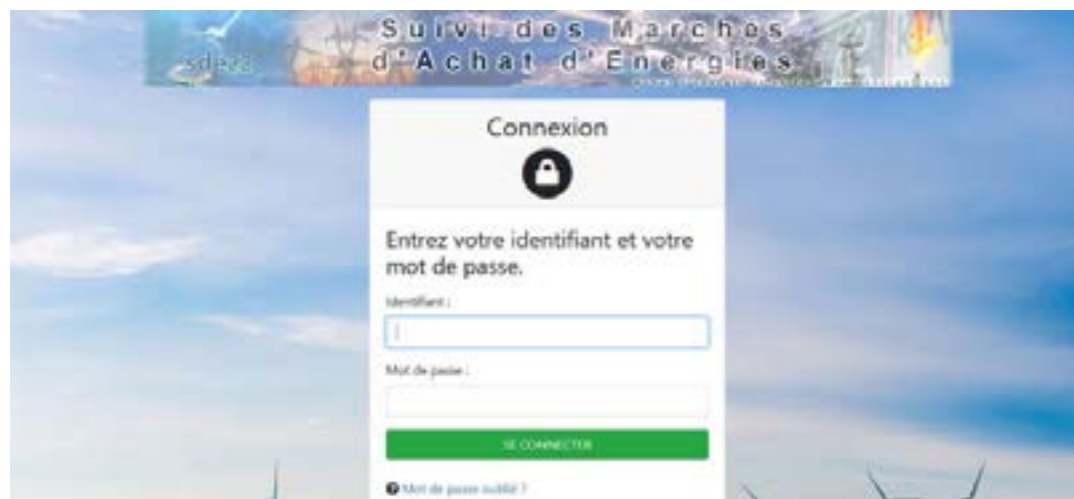 Suivi des Marchés
d'Achat d'Energies
Connexion
Entrez votre identifiant et votre
mot de passe.
Identifiant :
Mot de passe :
SE CONNECTER
Mot de passe oublié ?